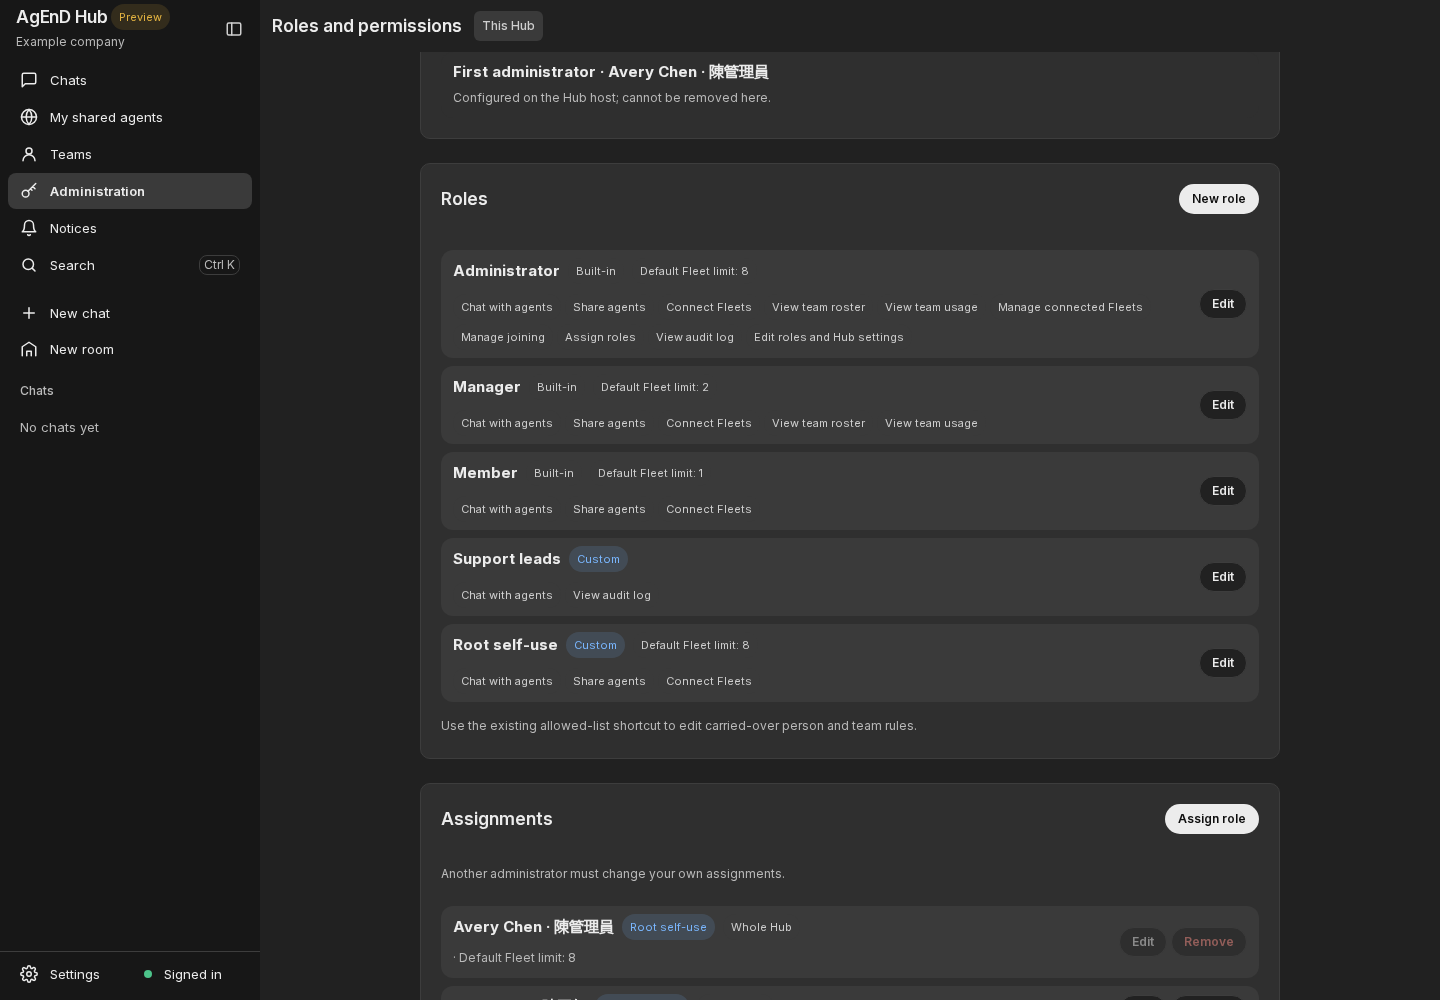 AgEnD Hub Preview
Example company
Chats
My shared agents
Teams
Administration
Notices
Search Ctrl K
New chat
New room
Chats
No chats yet
Settings Signed in
Roles and permissions This Hub
First administrator · Avery Chen · 陳管理員
Configured on the Hub host; cannot be removed here.
Roles New role
Administrator Built-in Default Fleet limit: 8
Chat with agents Share agents Connect Fleets View team roster View team usage Manage connected Fleets
Manage joining Assign roles View audit log Edit roles and Hub settings
Edit
Manager Built-in Default Fleet limit: 2
Chat with agents Share agents Connect Fleets View team roster View team usage
Edit
Member Built-in Default Fleet limit: 1
Chat with agents Share agents Connect Fleets
Edit
Support leads Custom
Chat with agents View audit log
Edit
Root self-use Custom Default Fleet limit: 8
Chat with agents Share agents Connect Fleets
Edit
Use the existing allowed-list shortcut to edit carried-over person and team rules.
Assignments Assign role
Another administrator must change your own assignments.
Avery Chen · 陳管理員 Root self-use Whole Hub
· Default Fleet limit: 8
Edit Remove